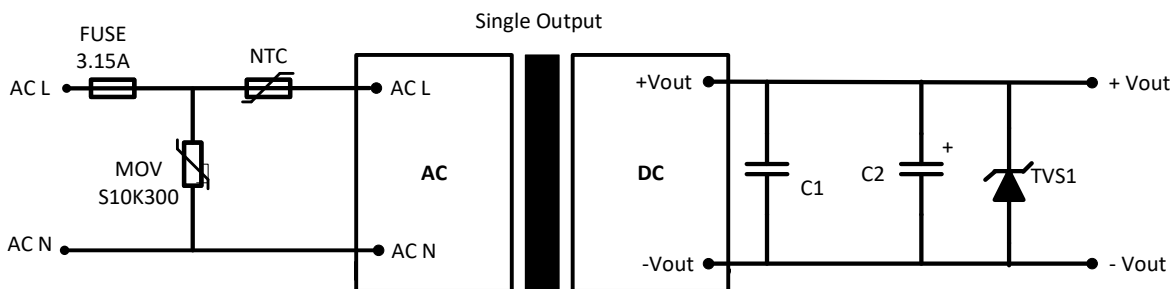 Single Output
FUSE
3.15A
NTC
AC L
AC L
+Vout
+ Vout
MOV
S10K300
AC
DC
C1
C2
+
TVS1
AC N
AC N
-Vout
- Vout